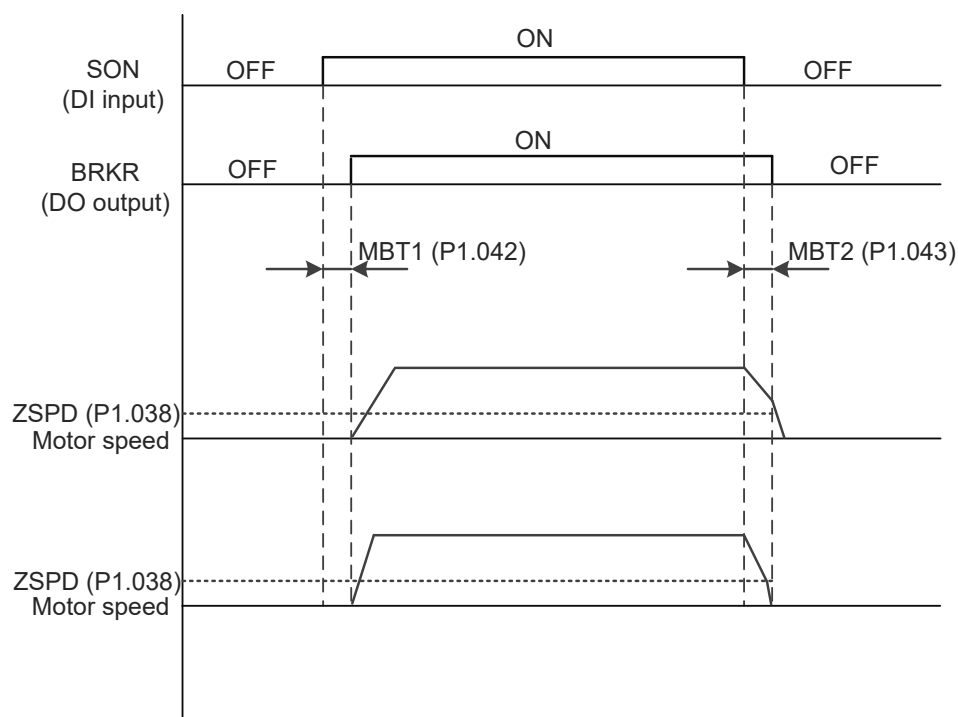 ON
SON
(DI input)
OFF
OFF
ON
BRKR
(DO output)
OFF
OFF
MBT1 (P1.042)
MBT2 (P1.043)
ZSPD (P1.038)
Motor speed
ZSPD (P1.038)
Motor speed